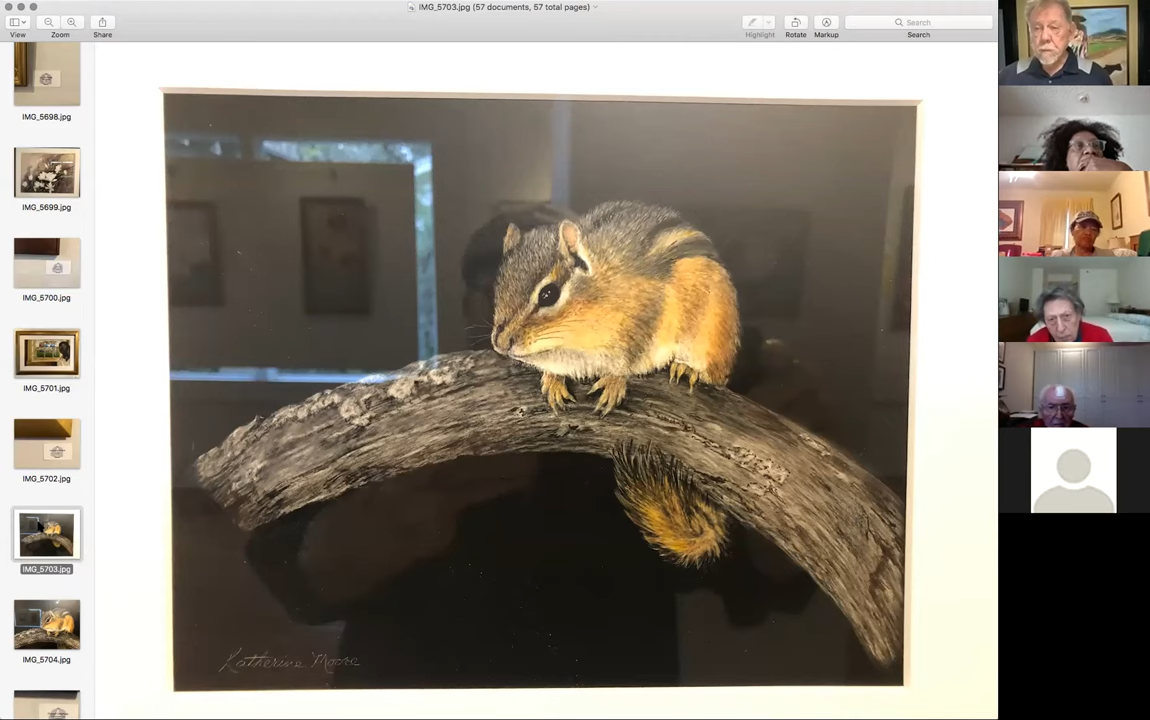 IMG_5703.jpg (57 documents, 57 total pages)
View
Zoom
Share
Highlight
Rotate
Markup
Search
Search
IMG_5698.jpg
IMG_5699.jpg
IMG_5700.jpg
IMG_5701.jpg
IMG_5702.jpg
IMG_5703.jpg
IMG_5704.jpg
Katherine Moore